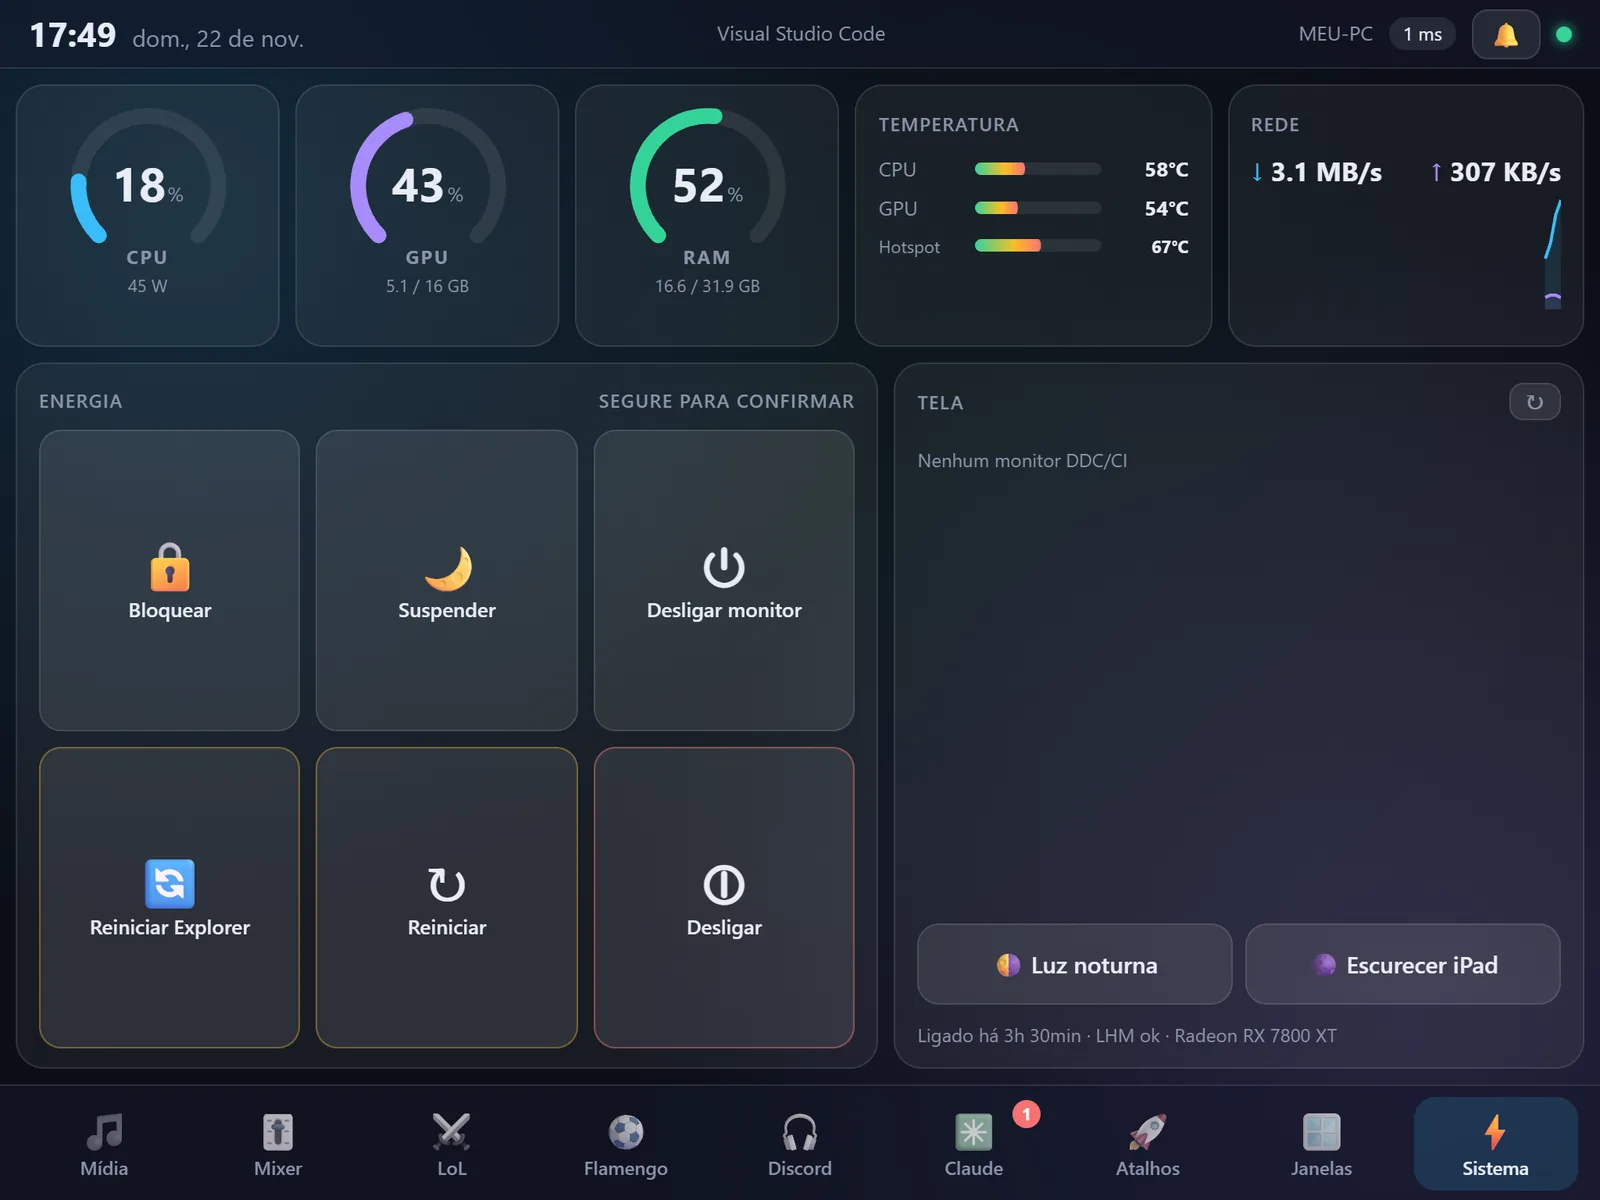 17:49 dom., 22 de nov.
Visual Studio Code
MEU-PC 1 ms
18%
CPU
45 W
43%
GPU
5.1 / 16 GB
52%
RAM
16.6 / 31.9 GB
TEMPERATURA
CPU 58°C
GPU 54°C
Hotspot 67°C
REDE
↓ 3.1 MB/s ↑ 307 KB/s
ENERGIA SEGURE PARA CONFIRMAR
Bloquear
Suspender
Desligar monitor
Reiniciar Explorer
Reiniciar
Desligar
TELA
Nenhum monitor DDC/CI
Luz noturna
Escurecer iPad
Ligado há 3h 30min · LHM ok · Radeon RX 7800 XT
Mídia
Mixer
LoL
Flamengo
Discord
Claude
1
Atalhos
Janelas
Sistema